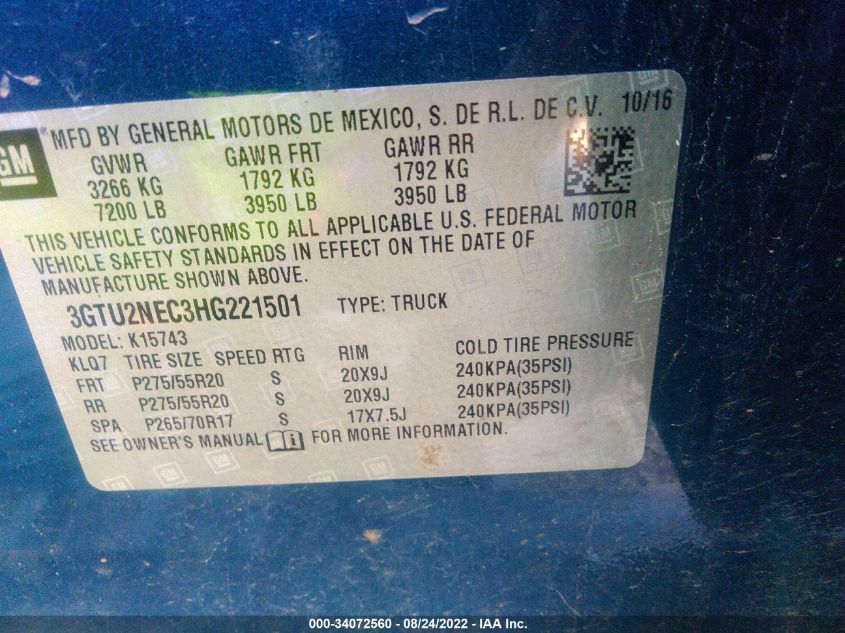 GM
® MFD BY GENERAL MOTORS DE MEXICO, S. DE R.L. DE C.V. 10/16
GVWR GAWR FRT GAWR RR
3266 KG 1792 KG 1792 KG
7200 LB 3950 LB 3950 LB
THIS VEHICLE CONFORMS TO ALL APPLICABLE U.S. FEDERAL MOTOR
VEHICLE SAFETY STANDARDS IN EFFECT ON THE DATE OF
MANUFACTURE SHOWN ABOVE.
3GTU2NEC3HG221501 TYPE: TRUCK
MODEL: K15743
KLQ7 TIRE SIZE SPEED RTG RIM COLD TIRE PRESSURE
FRT P275/55R20 S 20X9J 240KPA(35PSI)
RR P275/55R20 S 20X9J 240KPA(35PSI)
SPA P265/70R17 S 17X7.5J 240KPA(35PSI)
SEE OWNER'S MANUAL i FOR MORE INFORMATION.
000-34072560 - 08/24/2022 - IAA Inc.